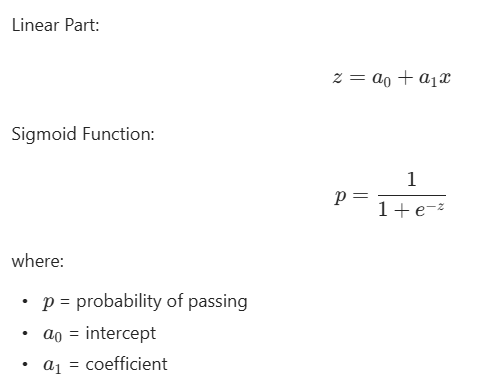 Linear Part:
z = a₀ + a₁x
Sigmoid Function:
p = 1 / (1 + e⁻ᶻ)
where:
• p = probability of passing
• a₀ = intercept
• a₁ = coefficient